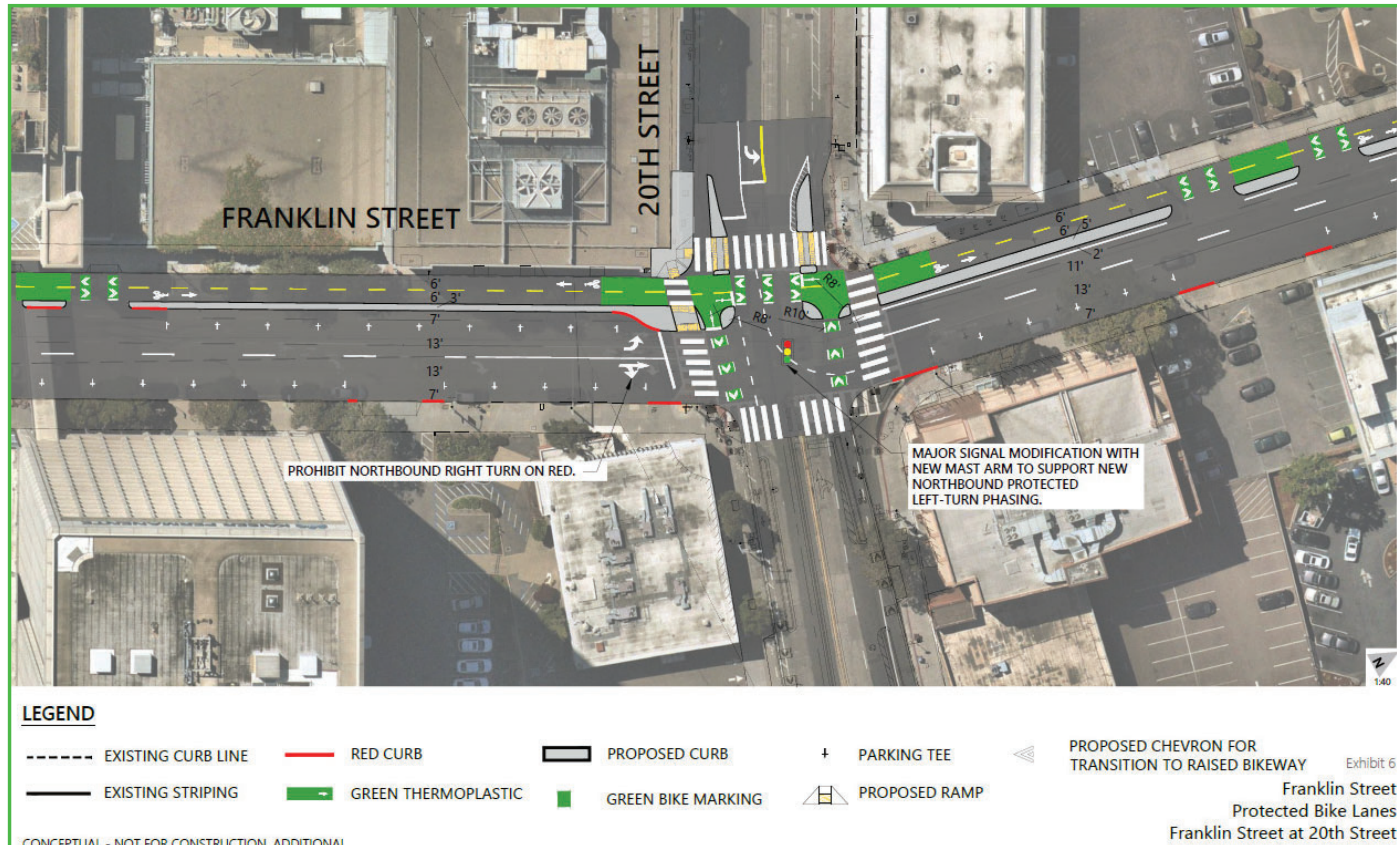 20TH STREET
FRANKLIN STREET
6'
6'
3'
7'
13'
13'
7'
R8'
R8'
R10'
6'
6'
5'
2'
11'
13'
7'
PROHIBIT NORTHBOUND RIGHT TURN ON RED.
MAJOR SIGNAL MODIFICATION WITH
NEW MAST ARM TO SUPPORT NEW
NORTHBOUND PROTECTED
LEFT-TURN PHASING.
N
1:40
LEGEND
EXISTING CURB LINE
RED CURB
PROPOSED CURB
PARKING TEE
PROPOSED CHEVRON FOR
TRANSITION TO RAISED BIKEWAY
EXISTING STRIPING
GREEN THERMOPLASTIC
GREEN BIKE MARKING
PROPOSED RAMP
Exhibit 6
Franklin Street
Protected Bike Lanes
Franklin Street at 20th Street
CONCEPTUAL - NOT FOR CONSTRUCTION. ADDITIONAL